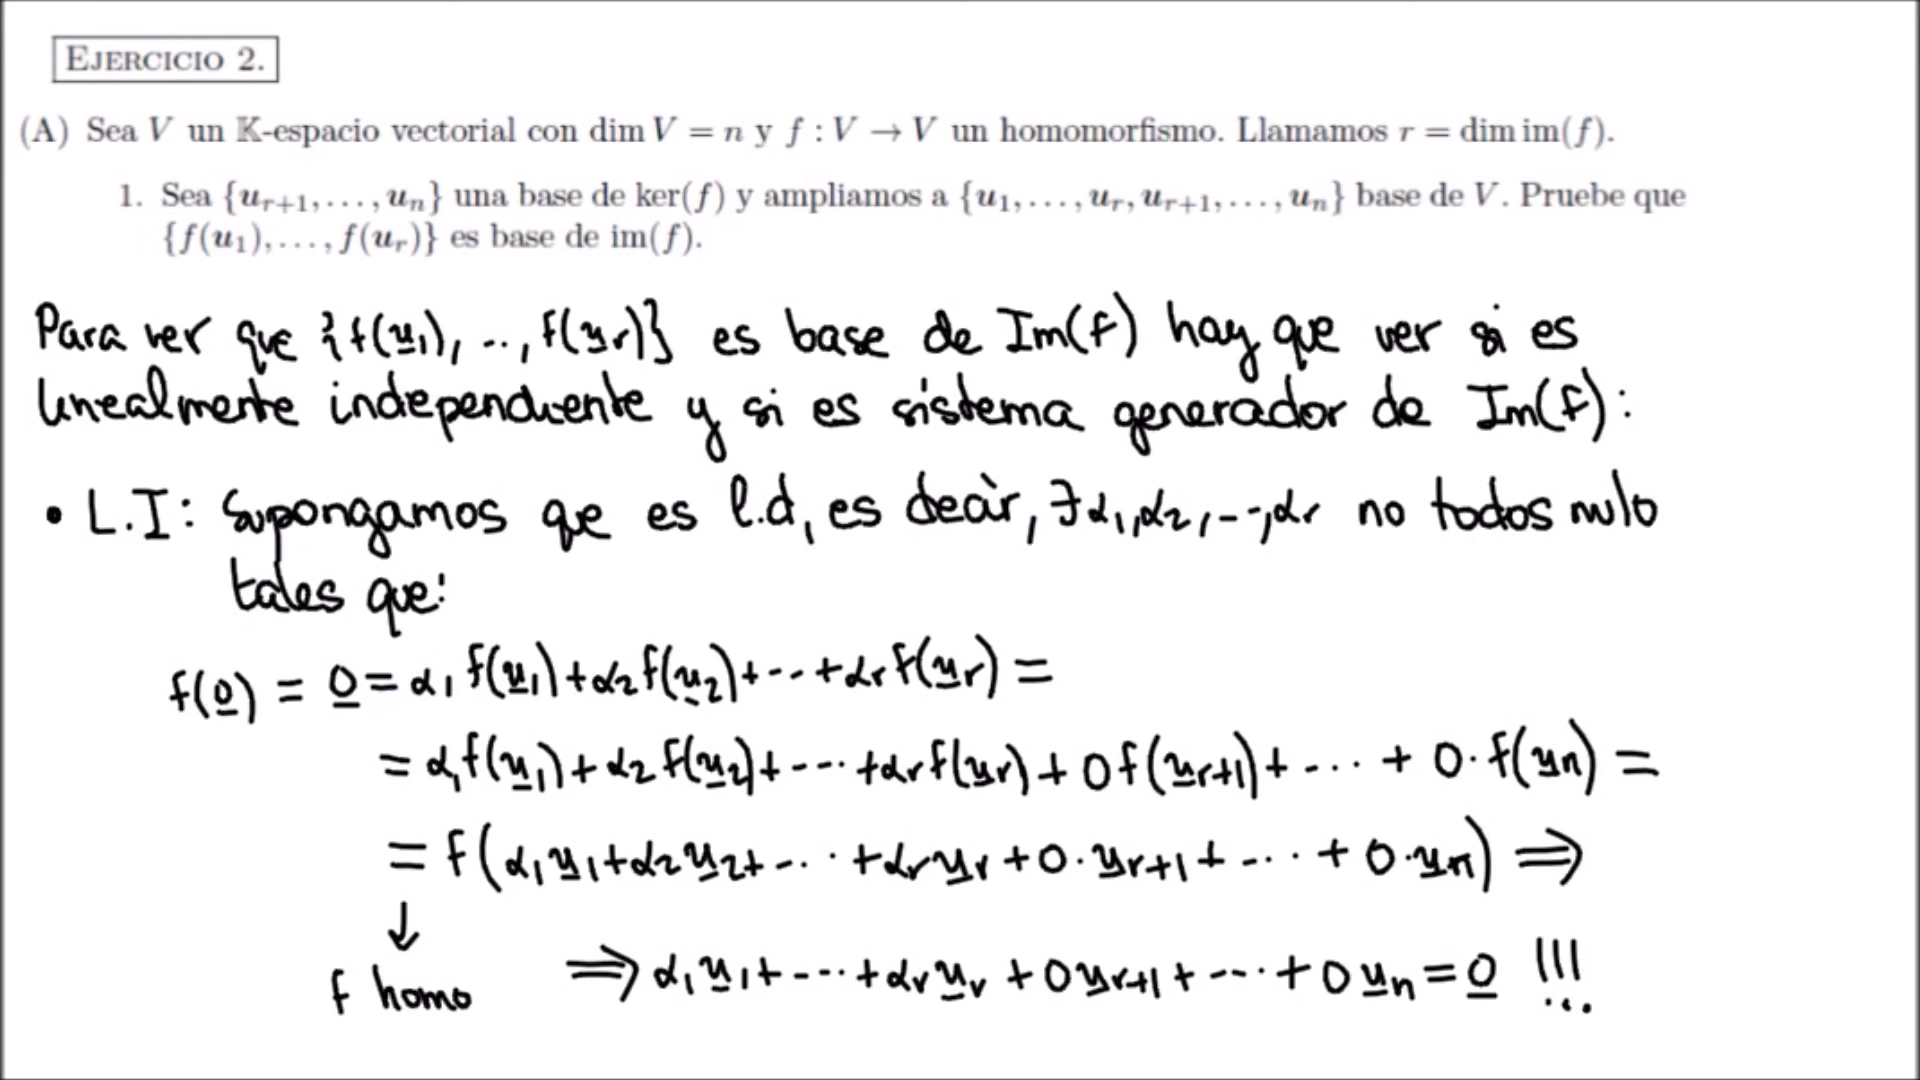 EJERCICIO 2.
(A) Sea V un 𝕂-espacio vectorial con dim V = n y f : V → V un homomorfismo. Llamamos r = dim im(f).
1. Sea {u_{r+1}, . . . , u_n} una base de ker(f) y ampliamos a {u_1, . . . , u_r, u_{r+1}, . . . , u_n} base de V. Pruebe que
{f(u_1), . . . , f(u_r)} es base de im(f).
Para ver que {f(u_1), .., f(u_r)} es base de Im(f) hay que ver si es
linealmente independiente y si es sistema generador de Im(f):
• L.I: Supongamos que es l.d, es decir, ∃α_1,α_2,--,α_r no todos nulo
tales que:
f(0) = 0 = α_1 f(u_1)+α_2 f(u_2)+---+α_r f(u_r) =
= α_1 f(u_1)+α_2 f(u_2)+---+α_r f(u_r)+0 f(u_{r+1})+---+0·f(u_n) =
= f(α_1 u_1+α_2 u_2+---+α_r u_r+0·u_{r+1}+---+0·u_n) ⇒
↓
f homo ⇒ α_1 u_1+---+α_r u_r+0 u_{r+1}+---+0 u_n = 0 !!!